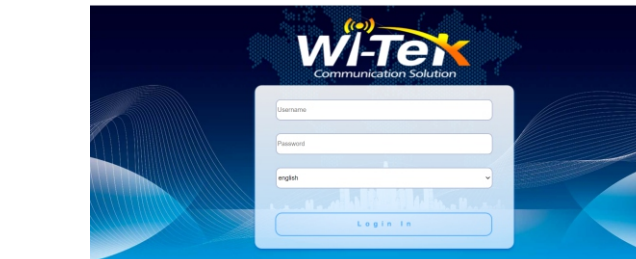 Wi-Tek
Communication Solution
Username
Password
english
Login In